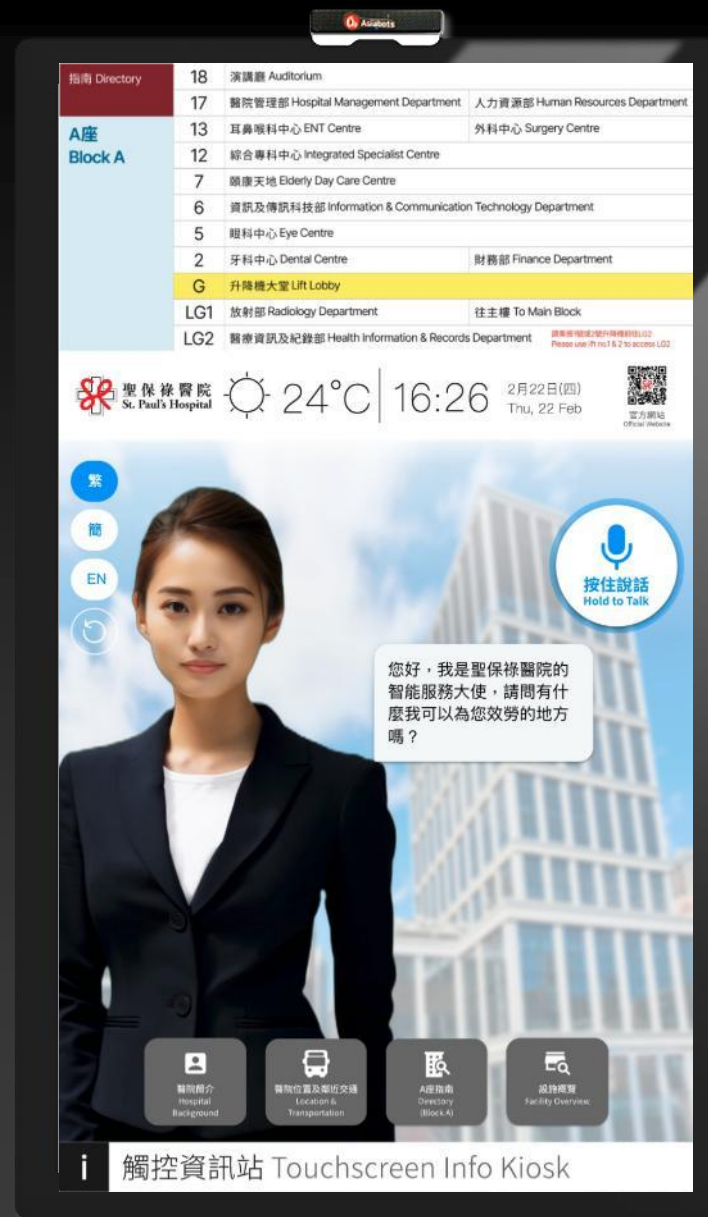 Asiabots
指南 Directory
18 演講廳 Auditorium
17 醫院管理部 Hospital Management Department 人力資源部 Human Resources Department
A座
Block A
13 耳鼻喉科中心 ENT Centre 外科中心 Surgery Centre
12 綜合專科中心 Integrated Specialist Centre
7 頤康天地 Elderly Day Care Centre
6 資訊及傳訊科技部 Information & Communication Technology Department
5 眼科中心 Eye Centre
2 牙科中心 Dental Centre 財務部 Finance Department
G 升降機大堂 Lift Lobby
LG1 放射部 Radiology Department 往主樓 To Main Block
LG2 醫療資訊及紀錄部 Health Information & Records Department
Please use lift no.1 & 2 to access LG2
聖保祿醫院
St. Paul's Hospital
24°C
16:26
2月22日(四)
Thu, 22 Feb
官方網站
Official Website
繁
簡
EN
按住說話
Hold to Talk
您好，我是聖保祿醫院的
智能服務大使，請問有什
麼我可以為您效勞的地方
嗎？
醫院簡介
Hospital
Background
醫院位置及鄰近交通
Location &
Transportation
A座指南
Directory
(Block A)
設施概覽
Facility Overview
i 觸控資訊站 Touchscreen Info Kiosk